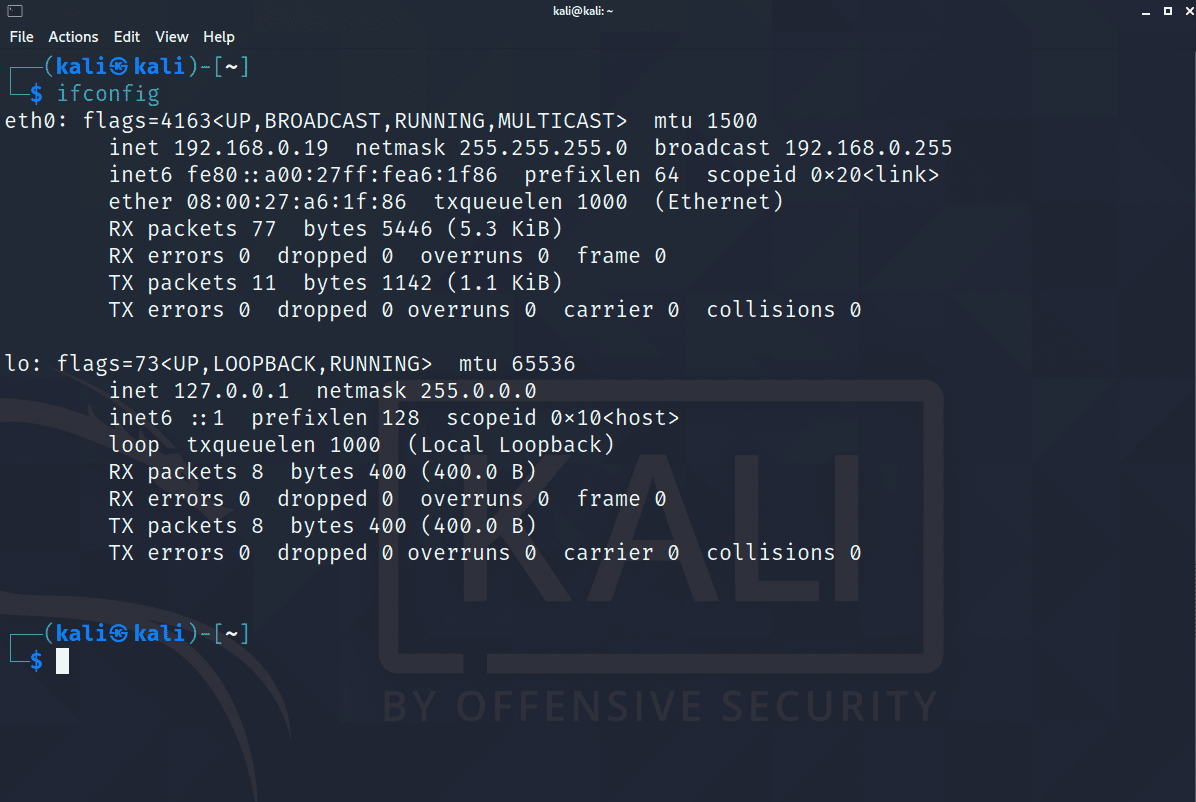 kali@kali: ~
File Actions Edit View Help
┌──(kali㉿kali)-[~]
└─$ ifconfig
eth0: flags=4163<UP,BROADCAST,RUNNING,MULTICAST>  mtu 1500
        inet 192.168.0.19  netmask 255.255.255.0  broadcast 192.168.0.255
        inet6 fe80::a00:27ff:fea6:1f86  prefixlen 64  scopeid 0×20<link>
        ether 08:00:27:a6:1f:86  txqueuelen 1000  (Ethernet)
        RX packets 77  bytes 5446 (5.3 KiB)
        RX errors 0  dropped 0  overruns 0  frame 0
        TX packets 11  bytes 1142 (1.1 KiB)
        TX errors 0  dropped 0 overruns 0  carrier 0  collisions 0
lo: flags=73<UP,LOOPBACK,RUNNING>  mtu 65536
        inet 127.0.0.1  netmask 255.0.0.0
        inet6 ::1  prefixlen 128  scopeid 0×10<host>
        loop  txqueuelen 1000  (Local Loopback)
        RX packets 8  bytes 400 (400.0 B)
        RX errors 0  dropped 0  overruns 0  frame 0
        TX packets 8  bytes 400 (400.0 B)
        TX errors 0  dropped 0 overruns 0  carrier 0  collisions 0
┌──(kali㉿kali)-[~]
└─$
KALI
BY OFFENSIVE SECURITY